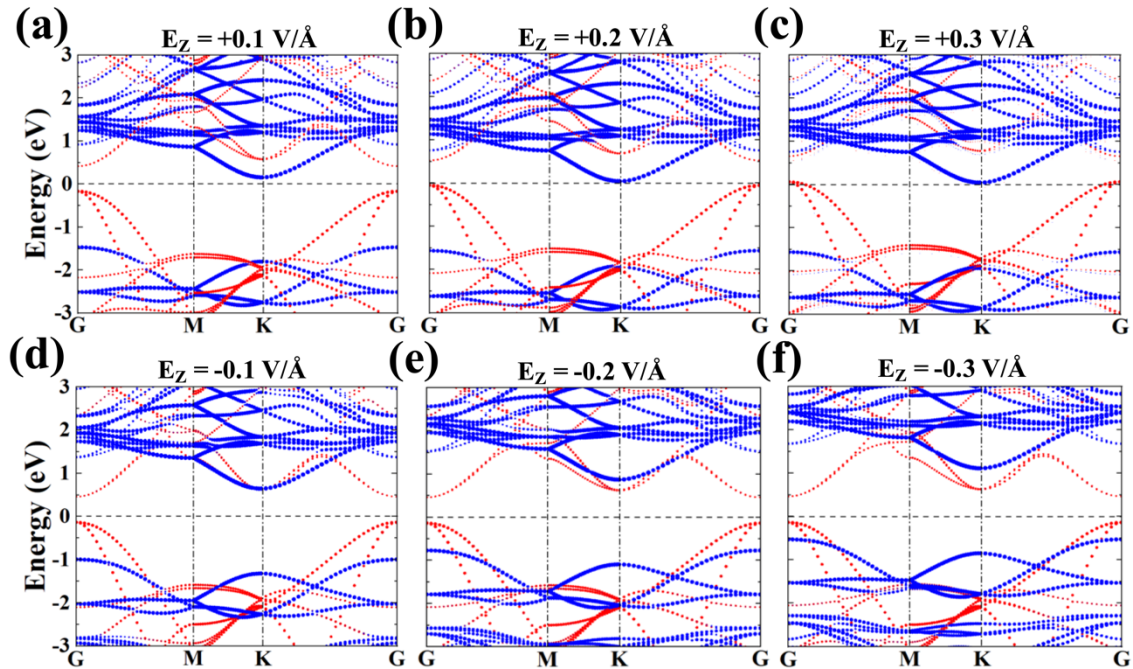 (a) (b) (c)
E_Z = +0.1 V/Å E_Z = +0.2 V/Å E_Z = +0.3 V/Å
Energy (eV)
3
2
1
0
-1
-2
-3
G M K G G M K G G M K G
(d) (e) (f)
E_Z = -0.1 V/Å E_Z = -0.2 V/Å E_Z = -0.3 V/Å
Energy (eV)
3
2
1
0
-1
-2
-3
G M K G G M K G G M K G